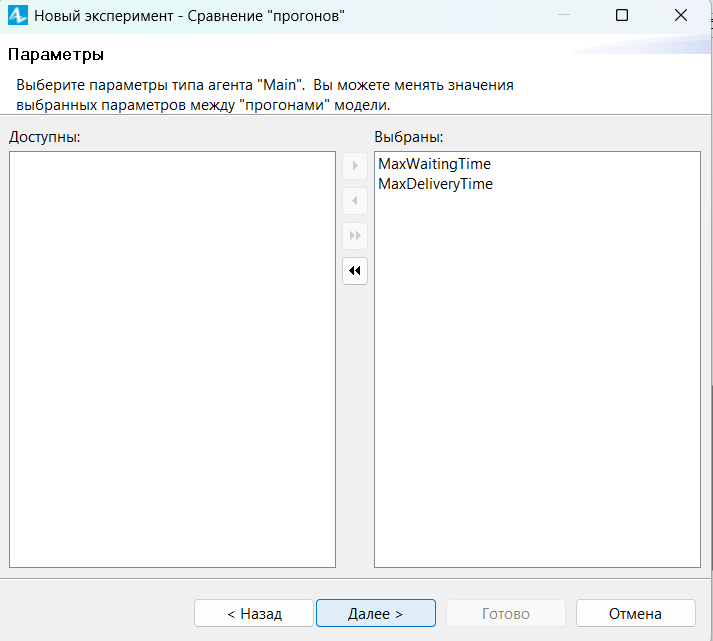 Новый эксперимент - Сравнение "прогонов"
Параметры
Выберите параметры типа агента "Main".  Вы можете менять значения
выбранных параметров между "прогонами" модели.
Доступны:
Выбраны:
MaxWaitingTime
MaxDeliveryTime
< Назад
Далее >
Готово
Отмена